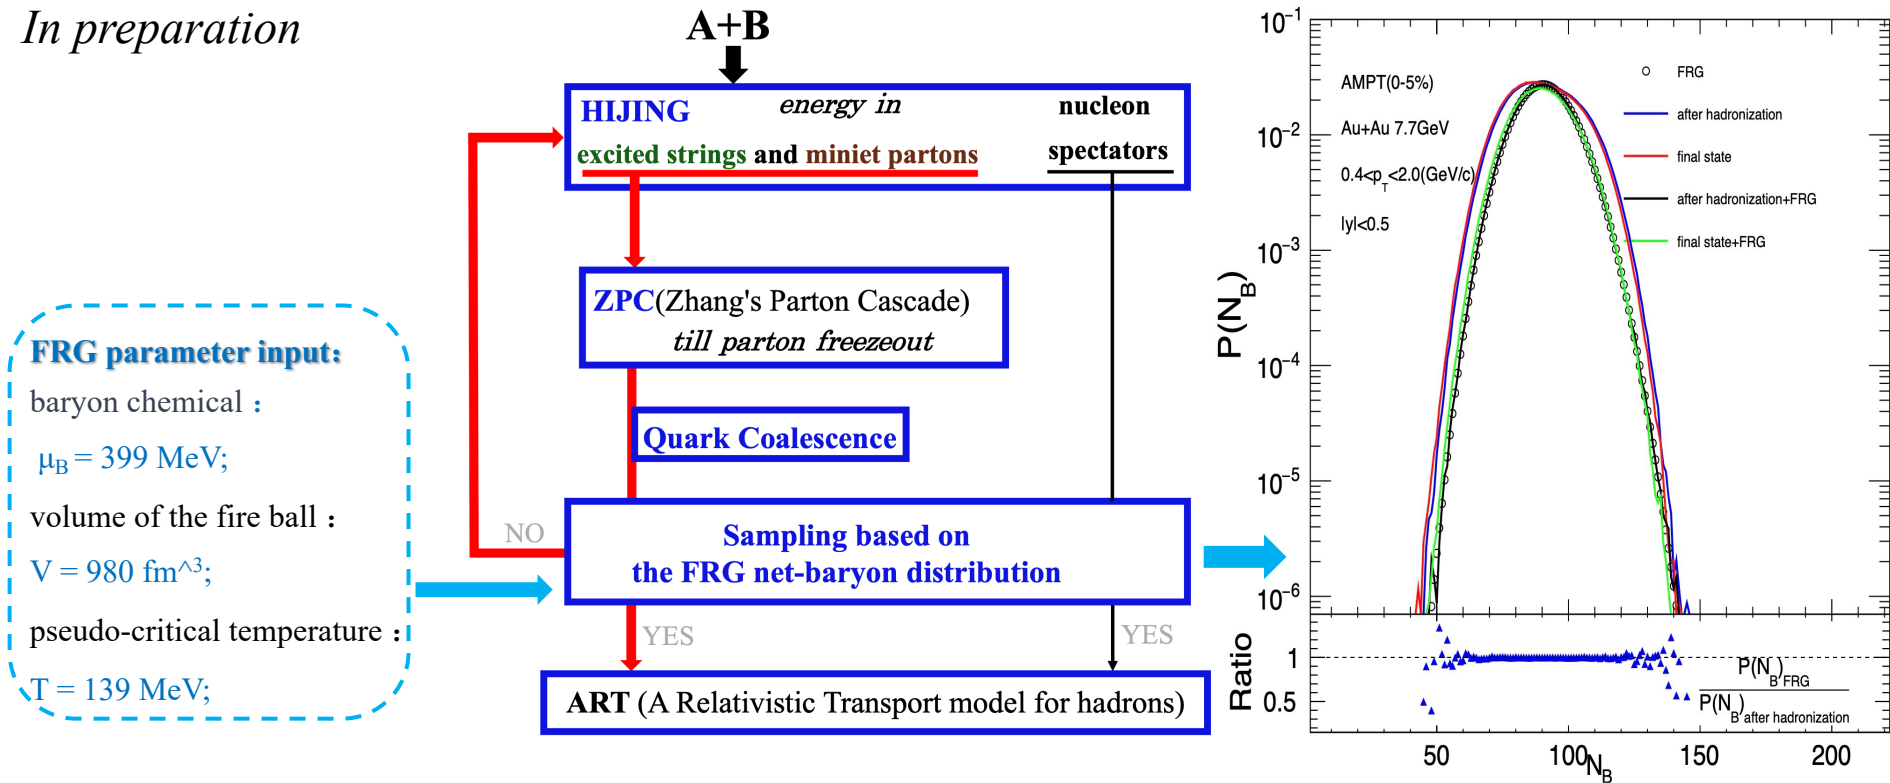 In preparation
A+B
HIJING energy in nucleon
excited strings and miniet partons spectators
ZPC(Zhang's Parton Cascade)
till parton freezeout
Quark Coalescence
NO
Sampling based on
the FRG net-baryon distribution
YES
YES
ART (A Relativistic Transport model for hadrons)
FRG parameter input：
baryon chemical ：
μB = 399 MeV;
volume of the fire ball ：
V = 980 fm^3;
pseudo-critical temperature ：
T = 139 MeV;
P(NB)
10−1
10−2
10−3
10−4
10−5
10−6
AMPT(0-5%)
Au+Au 7.7GeV
0.4<pT<2.0(GeV/c)
|y|<0.5
FRG
after hadronization
final state
after hadronization+FRG
final state+FRG
Ratio
1
0.5
P(NB)FRG
P(NB)after hadronization
50 100 150 200
NB